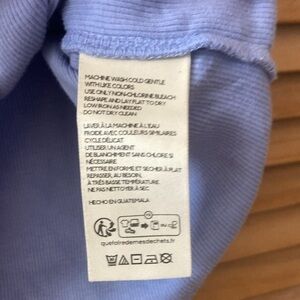 MACHINE WASH COLD GENTLE
WITH LIKE COLORS
USE ONLY NON-CHLORINE BLEACH
RESHAPE AND LAY FLAT TO DRY
LOW IRON AS NEEDED
DO NOT DRY CLEAN
LAVER À LA MACHINE À L'EAU
FROIDE AVEC COULEURS SIMILAIRES
CYCLE DÉLICAT
UTILISER UN AGENT
DE BLANCHIMENT SANS CHLORE SI
NÉCESSAIRE
METTRE EN FORME ET SÉCHER À PLAT
REPASSER, AU BESOIN,
À TRÈS BASSE TEMPÉRATURE
NE PAS NETTOYER À SEC
HECHO EN GUATEMALA
quefairedemesdechets.fr